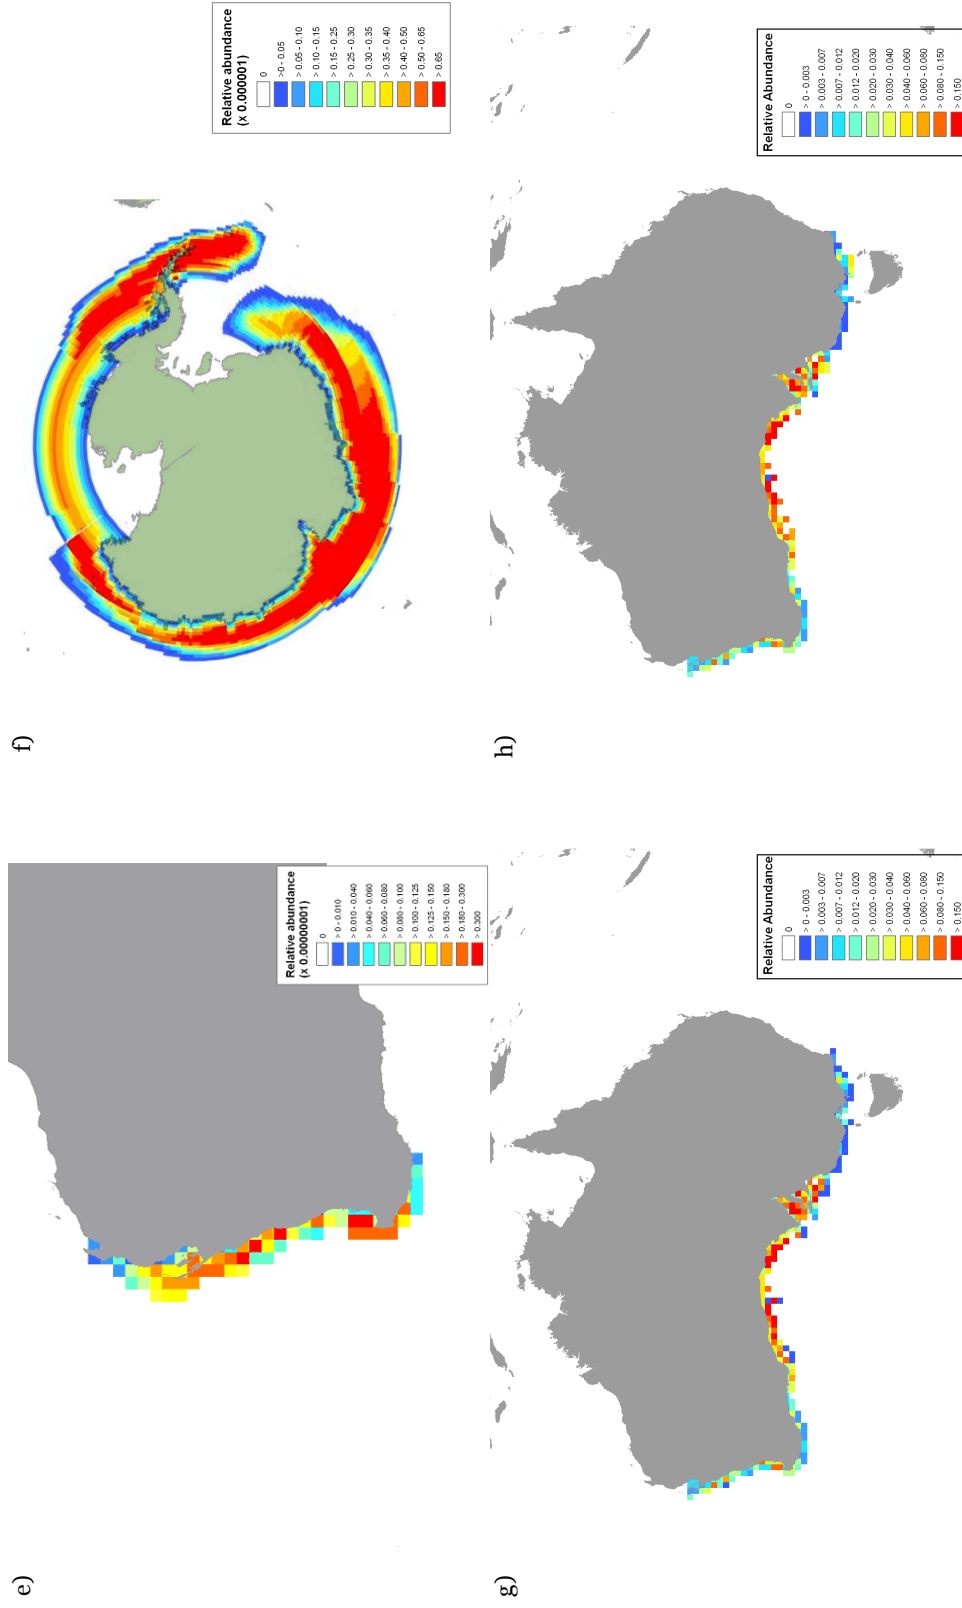 e)
Relative abundance
(x 0.00000001)
0
> 0 - 0.010
> 0.010 - 0.040
> 0.040 - 0.060
> 0.060 - 0.080
> 0.080 - 0.100
> 0.100 - 0.125
> 0.125 - 0.150
> 0.150 - 0.180
> 0.180 - 0.300
> 0.300
f)
Relative abundance
(x 0.000001)
0
>0 - 0.05
> 0.05 - 0.10
> 0.10 - 0.15
> 0.15 - 0.25
> 0.25 - 0.30
> 0.30 - 0.35
> 0.35 - 0.40
> 0.40 - 0.50
> 0.50 - 0.65
> 0.65
g)
Relative Abundance
0
> 0 - 0.003
> 0.003 - 0.007
> 0.007 - 0.012
> 0.012 - 0.020
> 0.020 - 0.030
> 0.030 - 0.040
> 0.040 - 0.060
> 0.060 - 0.080
> 0.080 - 0.150
> 0.150
h)
Relative Abundance
0
> 0 - 0.003
> 0.003 - 0.007
> 0.007 - 0.012
> 0.012 - 0.020
> 0.020 - 0.030
> 0.030 - 0.040
> 0.040 - 0.060
> 0.060 - 0.080
> 0.080 - 0.150
> 0.150